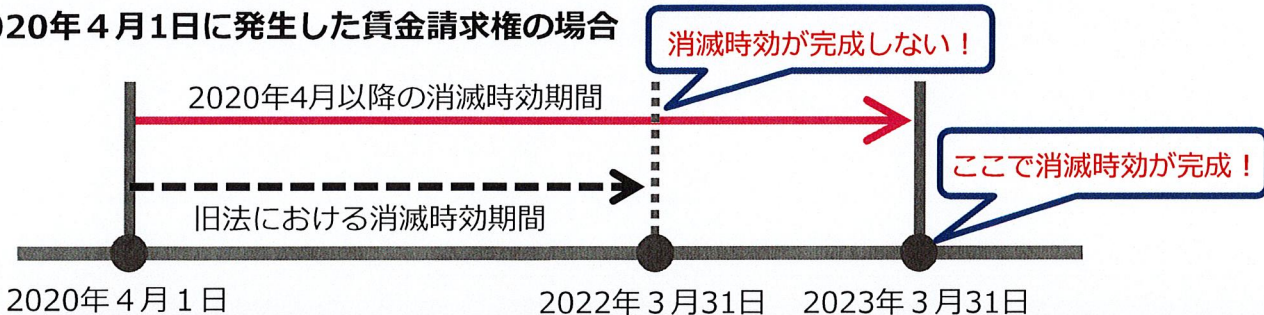 020年４月1日に発生した賃金請求権の場合
消滅時効が完成しない！
2020年4月以降の消滅時効期間
ここで消滅時効が完成！
旧法における消滅時効期間
2020年４月１日
2022年３月31日
2023年３月31日